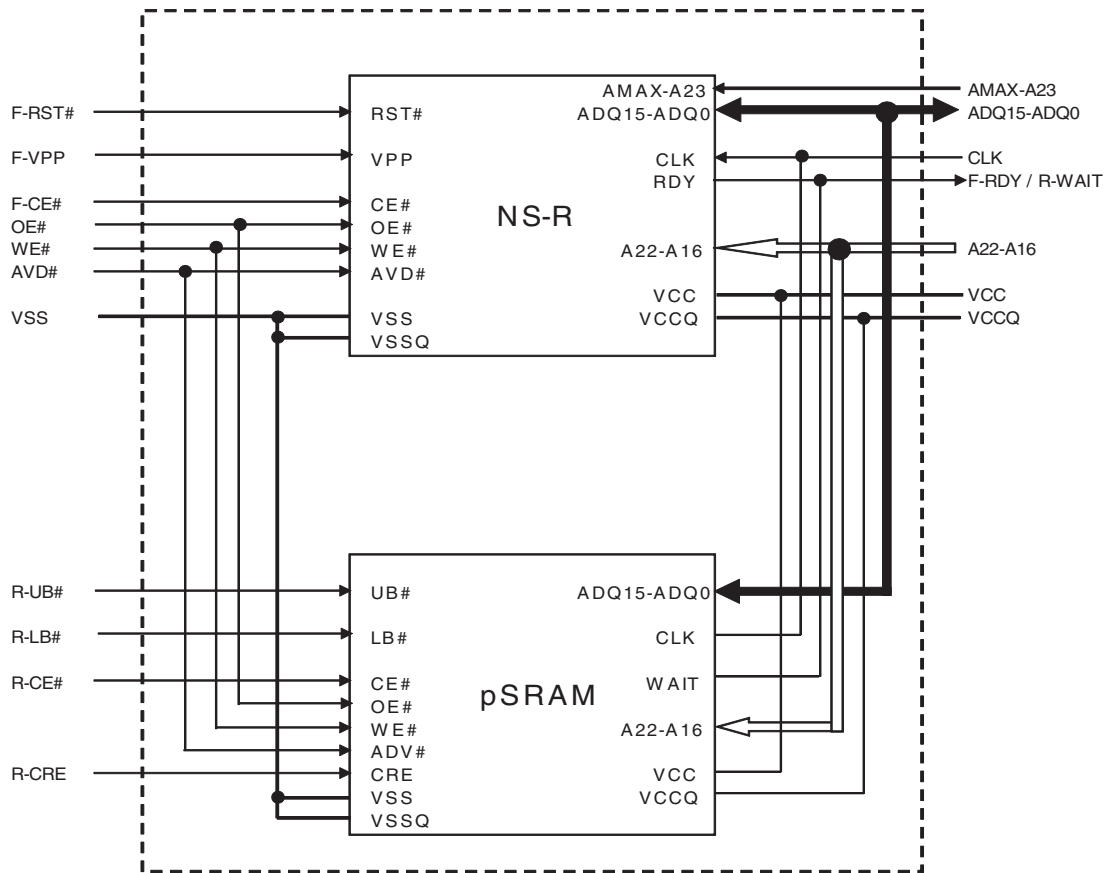 F-RST#
F-VPP
F-CE#
OE#
WE#
AVD#
VSS
RST#
VPP
CE#
OE#
WE#
AVD#
VSS
VSSQ
NS-R
AMAX-A23
ADQ15-ADQ0
CLK
RDY
A22-A16
VCC
VCCQ
AMAX-A23
ADQ15-ADQ0
CLK
F-RDY / R-WAIT
A22-A16
VCC
VCCQ
R-UB#
R-LB#
R-CE#
R-CRE
UB#
LB#
CE#
OE#
WE#
ADV#
CRE
VSS
VSSQ
pSRAM
ADQ15-ADQ0
CLK
WAIT
A22-A16
VCC
VCCQ